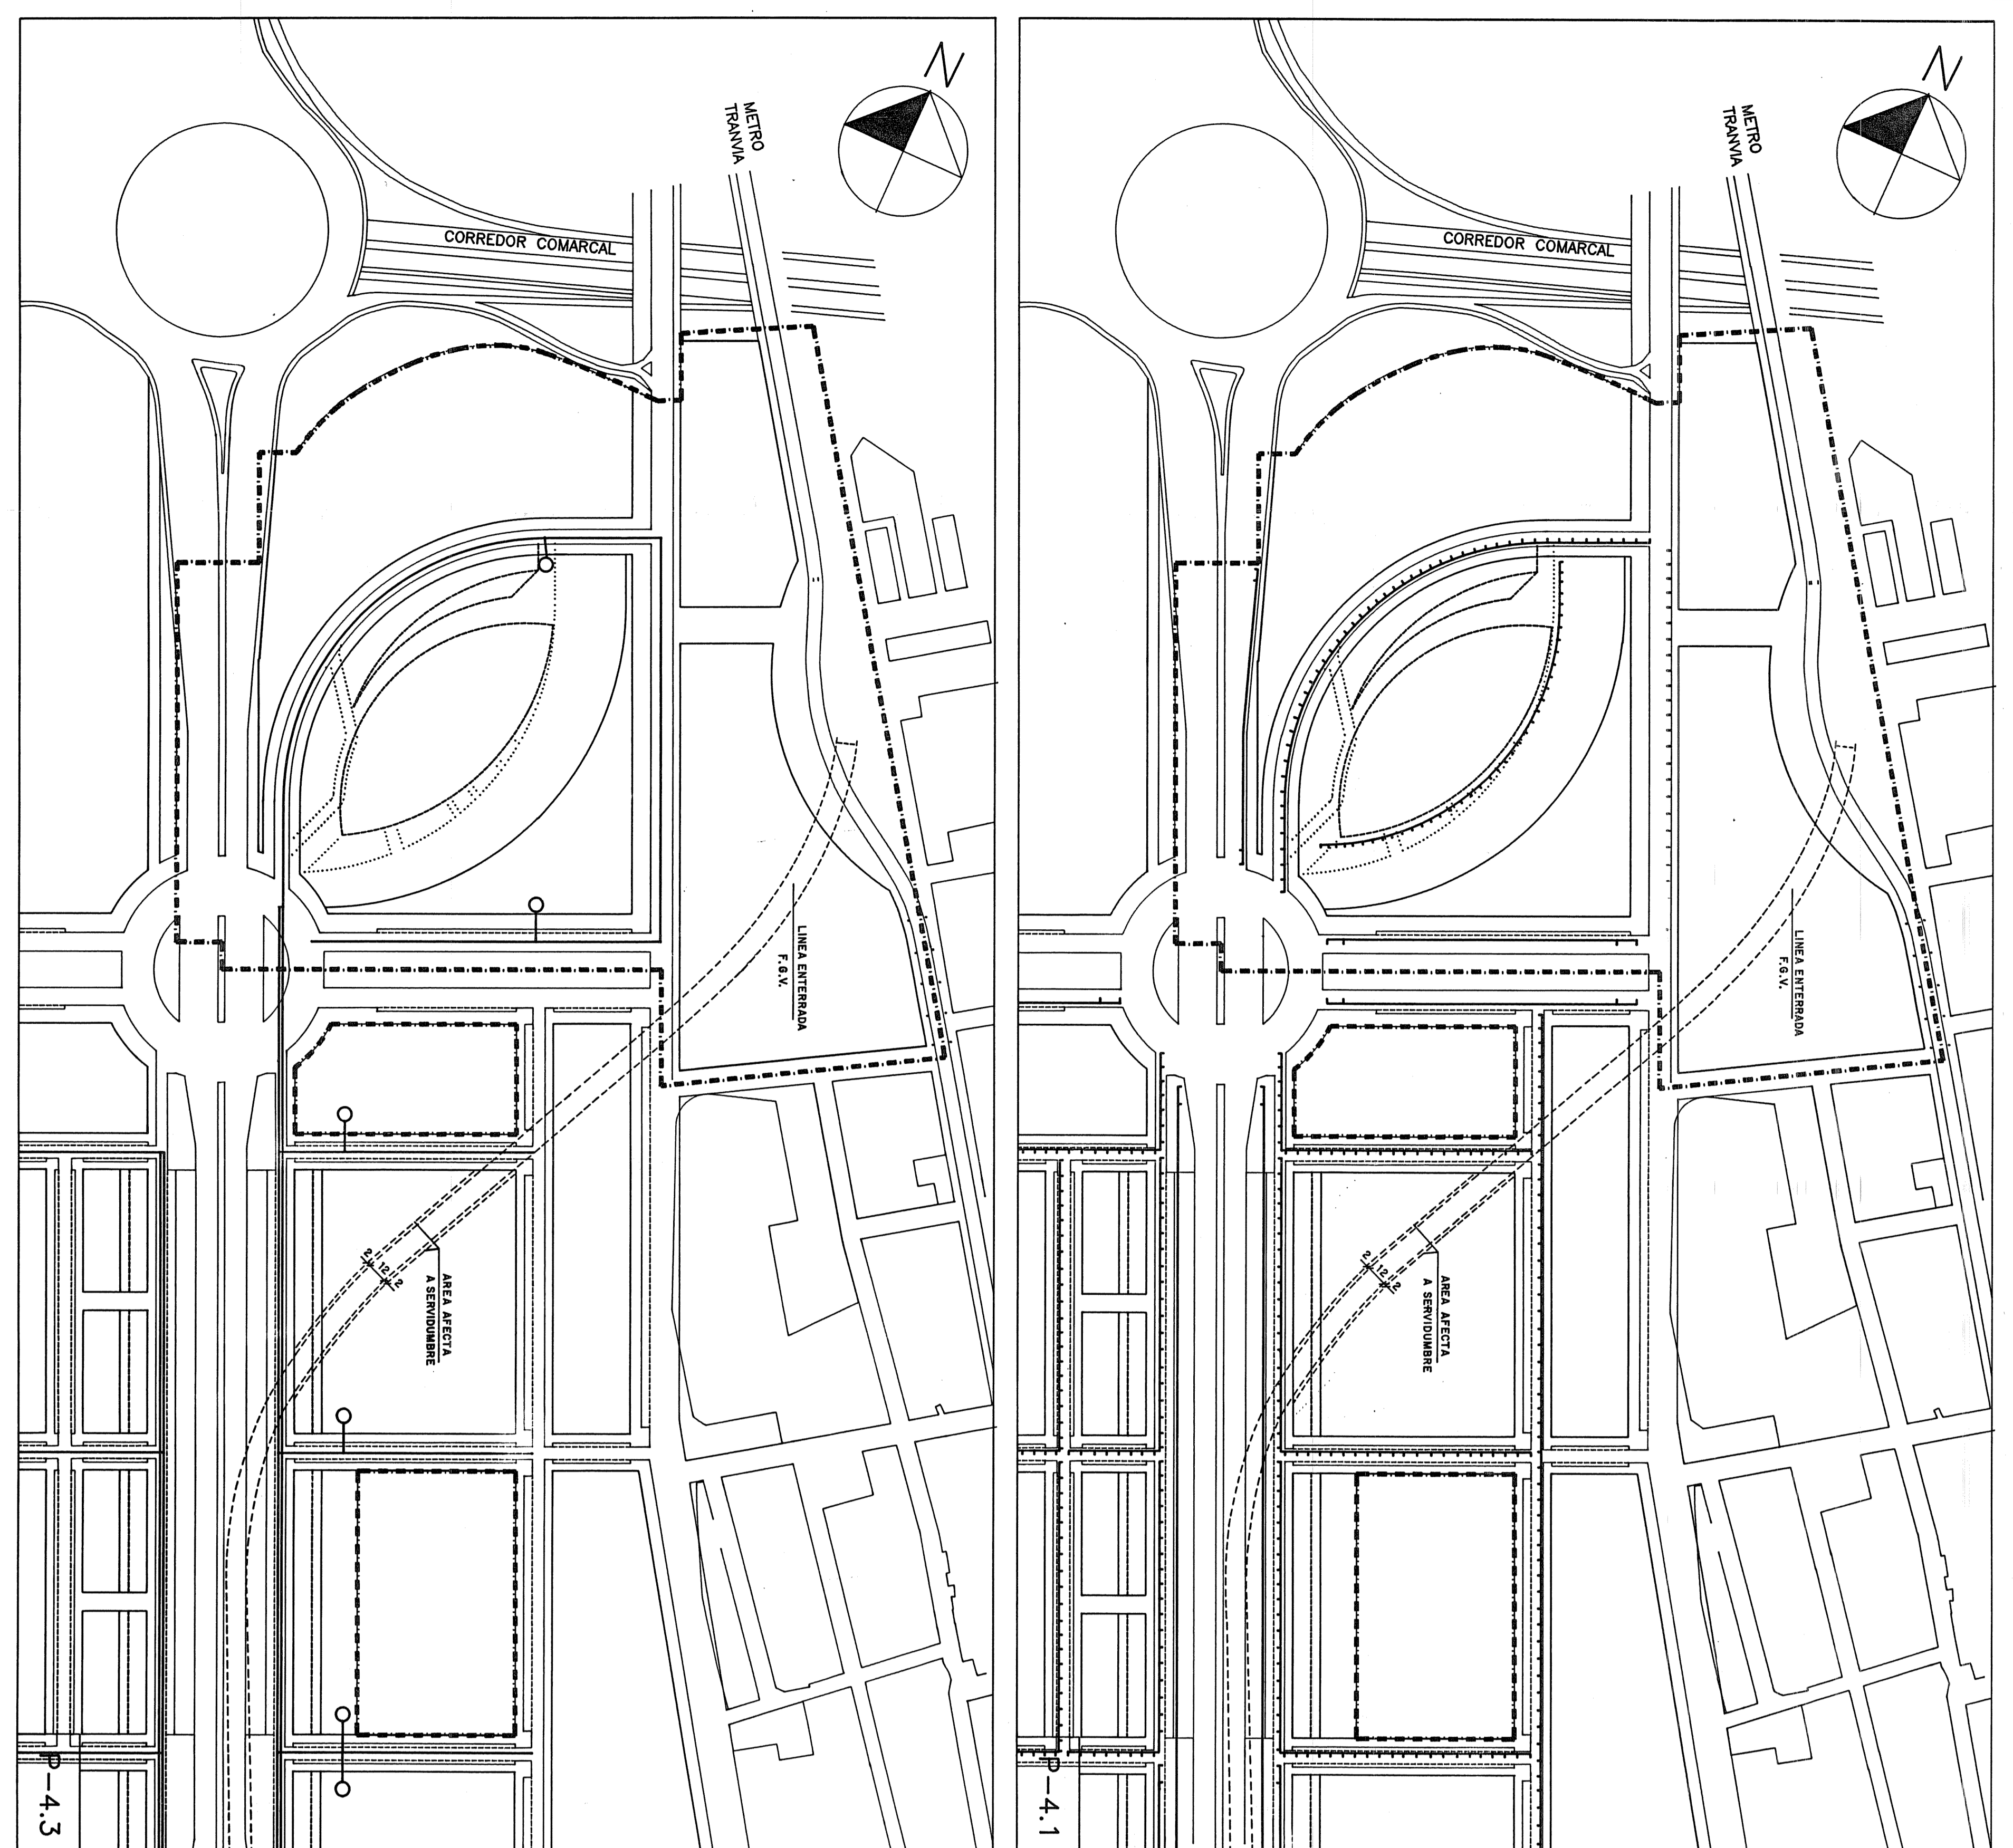 N
METRO
TRANVIA
CORREDOR COMARCAL
LINEA ENTERRADA
F.G.V.
AREA AFECTA
A SERVIDUMBRE
2
12
2
P-4.3
N
METRO
TRANVIA
CORREDOR COMARCAL
LINEA ENTERRADA
F.G.V.
AREA AFECTA
A SERVIDUMBRE
2
12
2
P-4.1